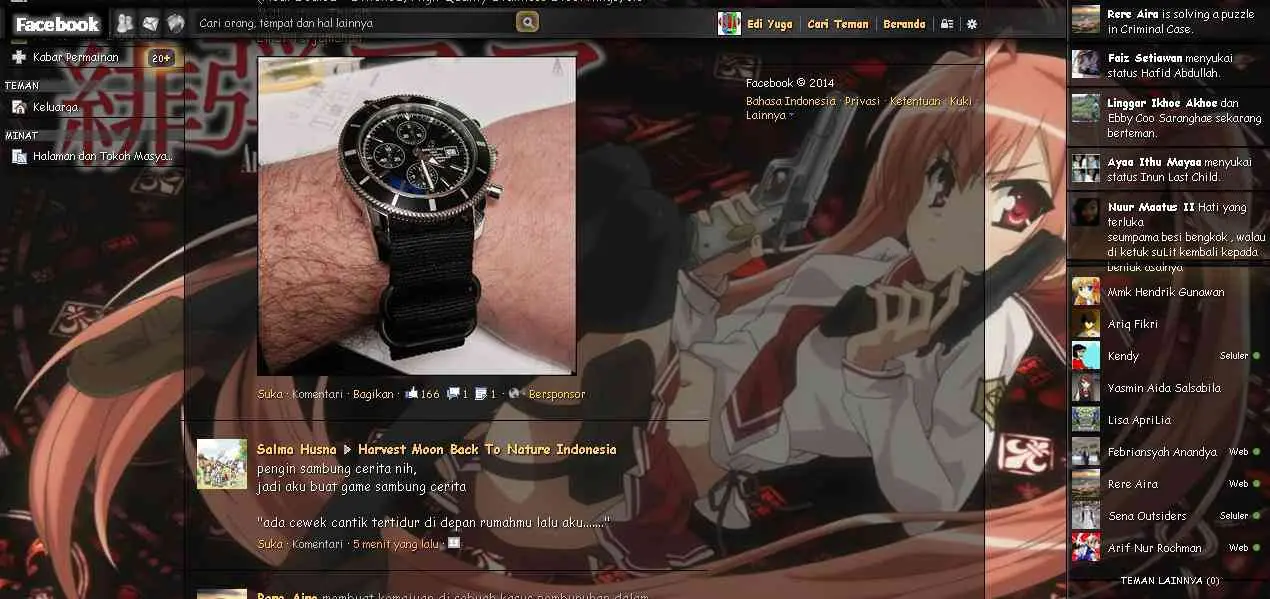 Facebook
Cari orang, tempat dan hal lainnya
Edi Yuga
Cari Teman
Beranda
Kabar Permainan
20+
TEMAN
Keluarga
MINAT
Halaman dan Tokoh Masya...
Suka · Komentari · Bagikan · 166 1 1 · Bersponsor
Salma Husna Harvest Moon Back To Nature Indonesia
pengin sambung cerita nih,
jadi aku buat game sambung cerita
"ada cewek cantik tertidur di depan rumahmu lalu aku......."
Suka · Komentari · 5 menit yang lalu ·
Rere Aira membuat kemajuan di sebuah kasus pembunuhan dalam
Facebook © 2014
Bahasa Indonesia · Privasi · Ketentuan · Kuki ·
Lainnya
Rere Aira is solving a puzzle
in Criminal Case.
Faiz Setiawan menyukai
status Hafid Abdullah.
Linggar Ikhoe Akhoe dan
Ebby Coo Saranghae sekarang
berteman.
Ayaa Ithu Mayaa menyukai
status Inun Last Child.
Nuur Maatus II Hati yang
terluka
seumpama besi bengkok , walau
di ketuk suLit kembali kepada
bentuk asalnya
Mmk Hendrik Gunawan
Ariq Fikri
Kendy Seluler
Yasmin Aida Salsabila
Lisa ApriLia
Febriansyah Anandya Web
Rere Aira Web
Sena Outsiders Seluler
Arif Nur Rochman Web
TEMAN LAINNYA (0)